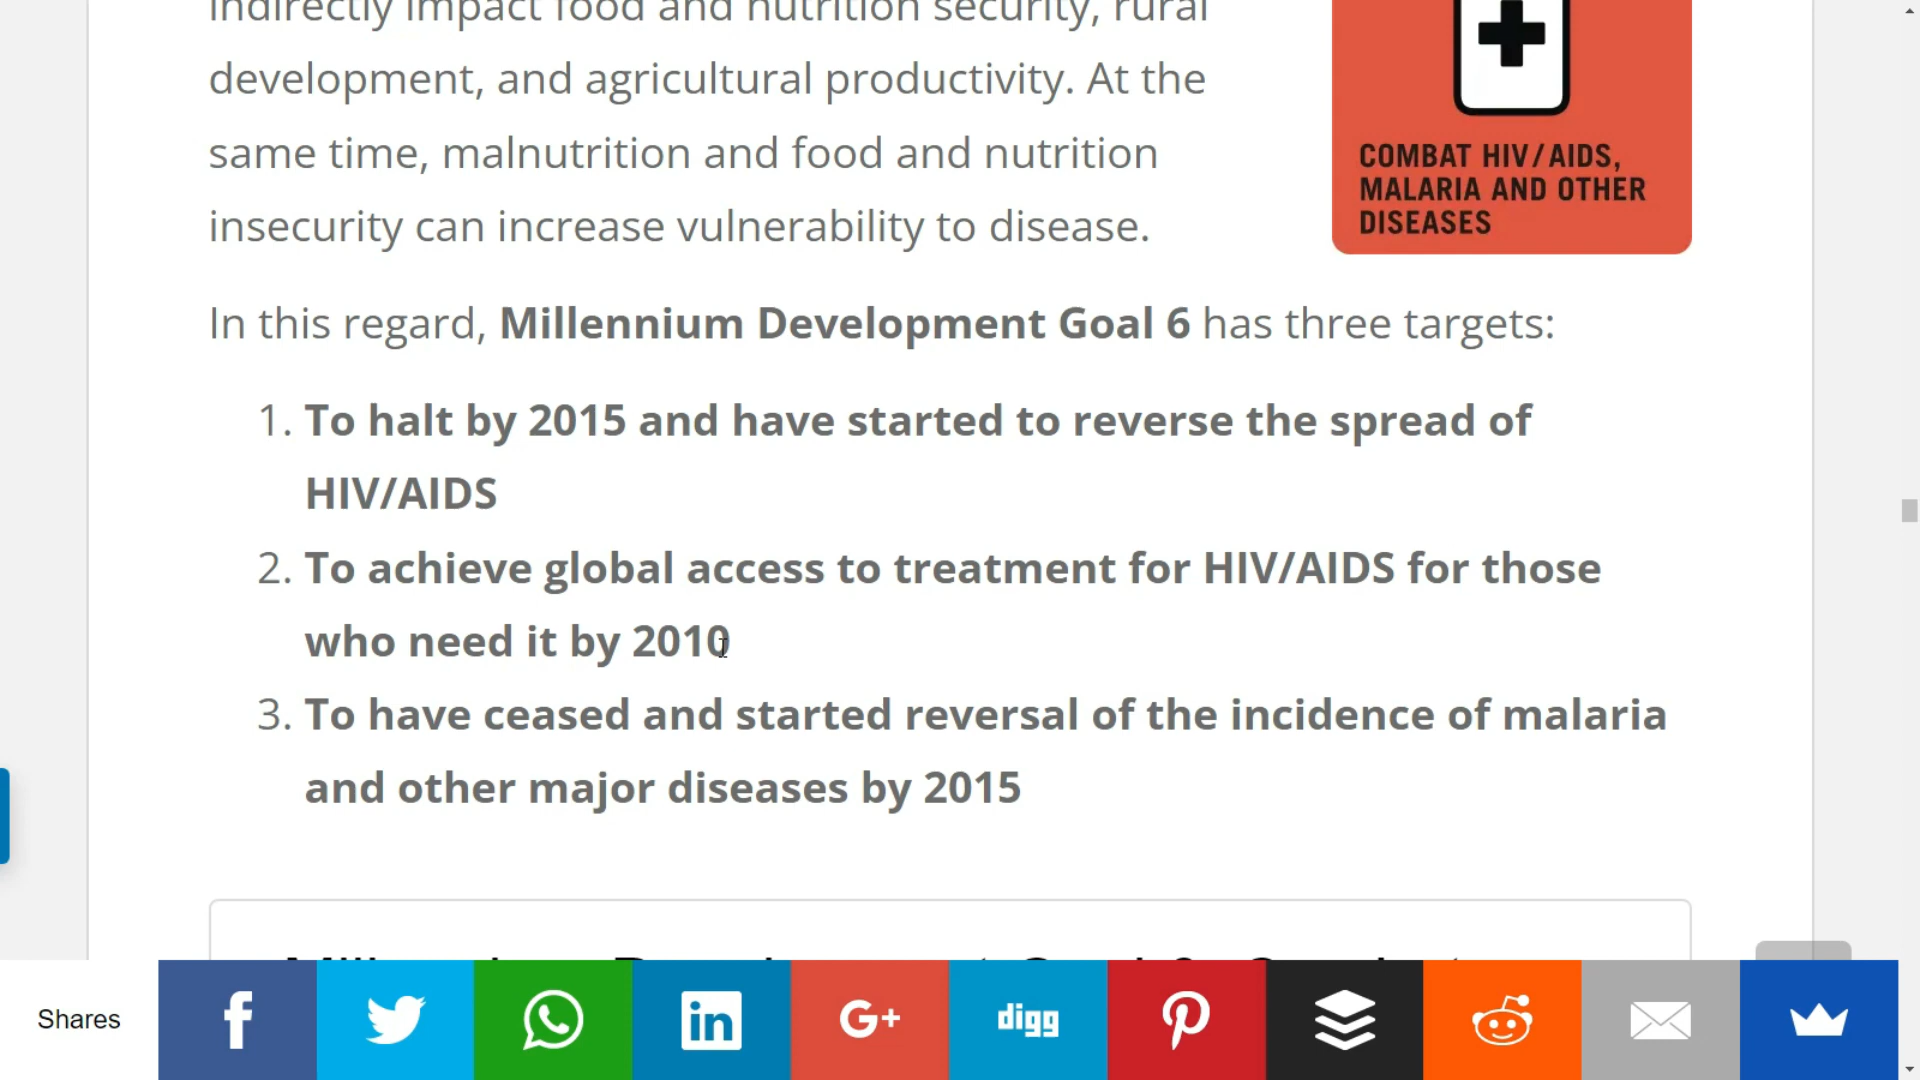 indirectly impact food and nutrition security, rural
development, and agricultural productivity. At the
same time, malnutrition and food and nutrition
insecurity can increase vulnerability to disease.
COMBAT HIV/AIDS,
MALARIA AND OTHER
DISEASES
In this regard, Millennium Development Goal 6 has three targets:
1. To halt by 2015 and have started to reverse the spread of
HIV/AIDS
2. To achieve global access to treatment for HIV/AIDS for those
who need it by 2010
3. To have ceased and started reversal of the incidence of malaria
and other major diseases by 2015
Shares
f
in
G+
digg